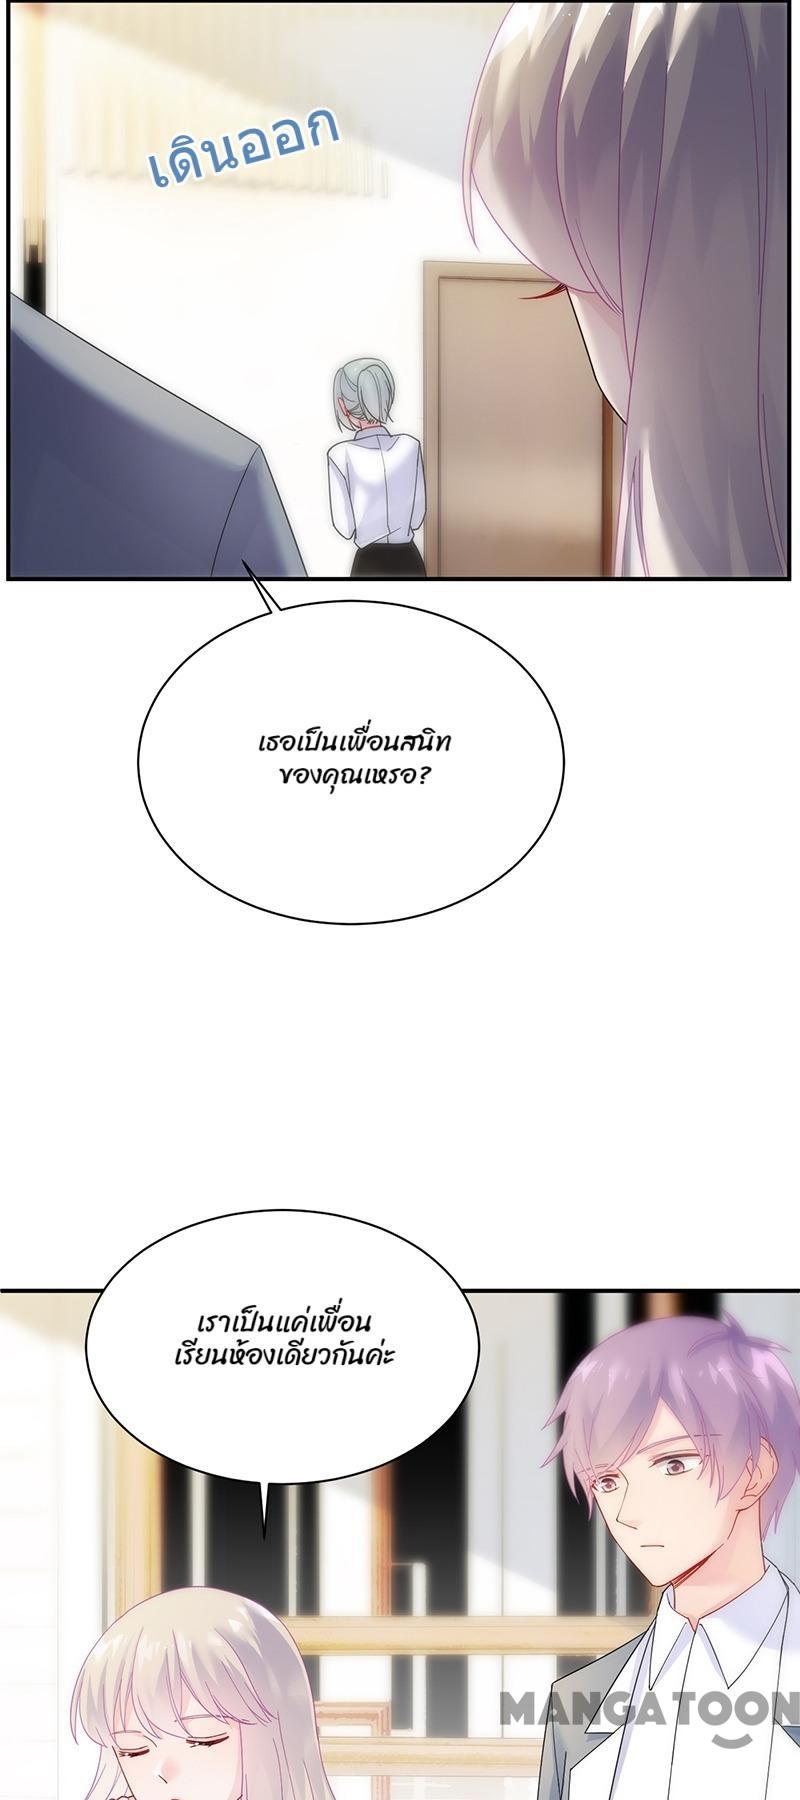 เดินออก
เธอเป็นเพื่อนสนิท
ของคุณเหรอ?
เราเป็นแค่เพื่อน
เรียนห้องเดียวกันค่ะ
MANGATOON